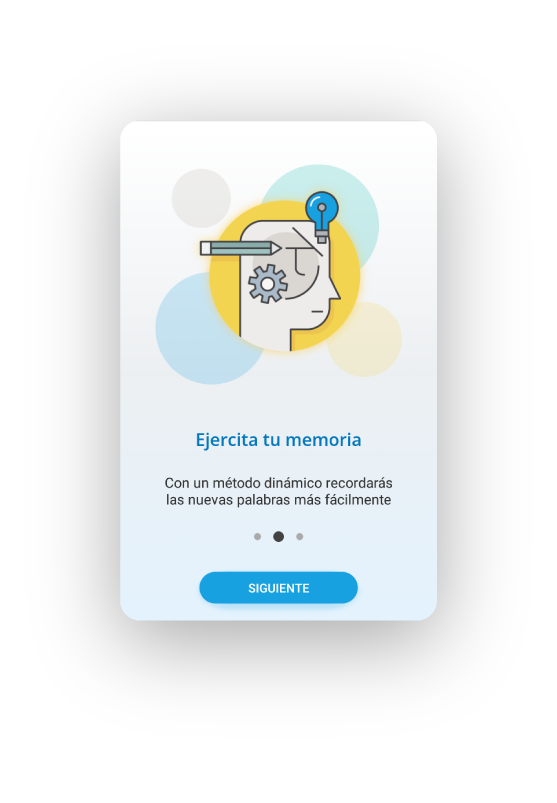 Ejercita tu memoria
Con un método dinámico recordarás
las nuevas palabras más fácilmente
SIGUIENTE